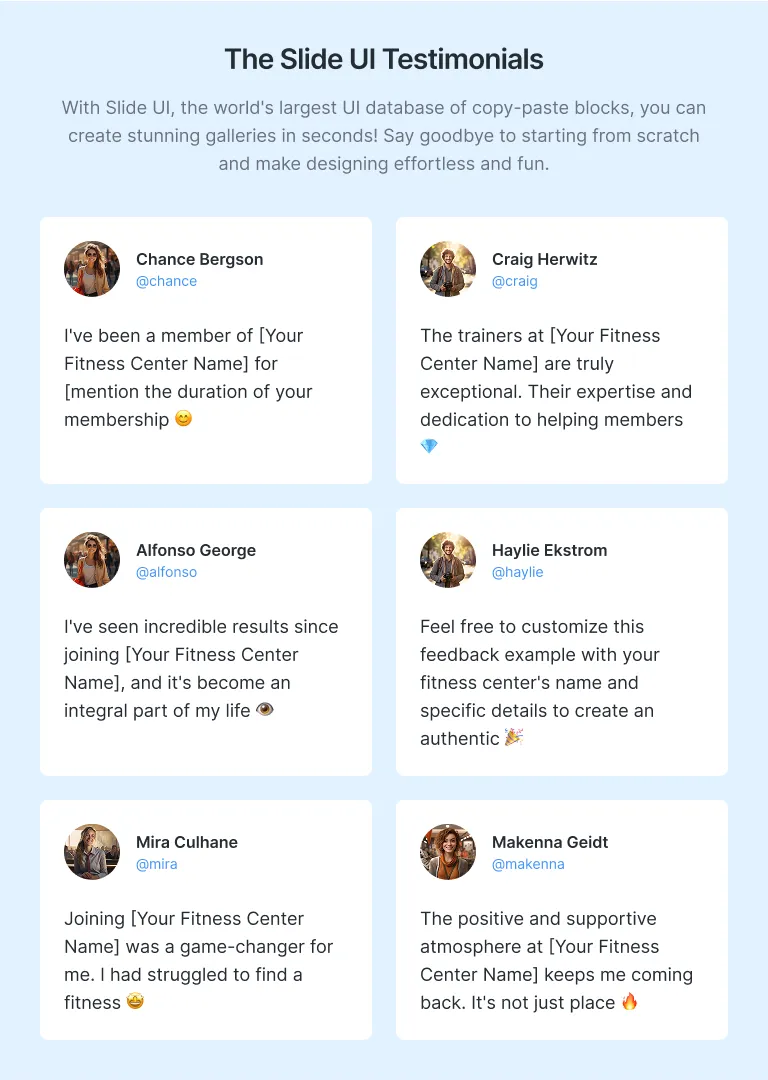 The Slide UI Testimonials
With Slide UI, the world's largest UI database of copy-paste blocks, you can
create stunning galleries in seconds! Say goodbye to starting from scratch
and make designing effortless and fun.
Chance Bergson
@chance
I've been a member of [Your
Fitness Center Name] for
[mention the duration of your
membership 😊
Craig Herwitz
@craig
The trainers at [Your Fitness
Center Name] are truly
exceptional. Their expertise and
dedication to helping members
💎
Alfonso George
@alfonso
I've seen incredible results since
joining [Your Fitness Center
Name], and it's become an
integral part of my life 👁️
Haylie Ekstrom
@haylie
Feel free to customize this
feedback example with your
fitness center's name and
specific details to create an
authentic 🎉
Mira Culhane
@mira
Joining [Your Fitness Center
Name] was a game-changer for
me. I had struggled to find a
fitness 🤩
Makenna Geidt
@makenna
The positive and supportive
atmosphere at [Your Fitness
Center Name] keeps me coming
back. It's not just place 🔥